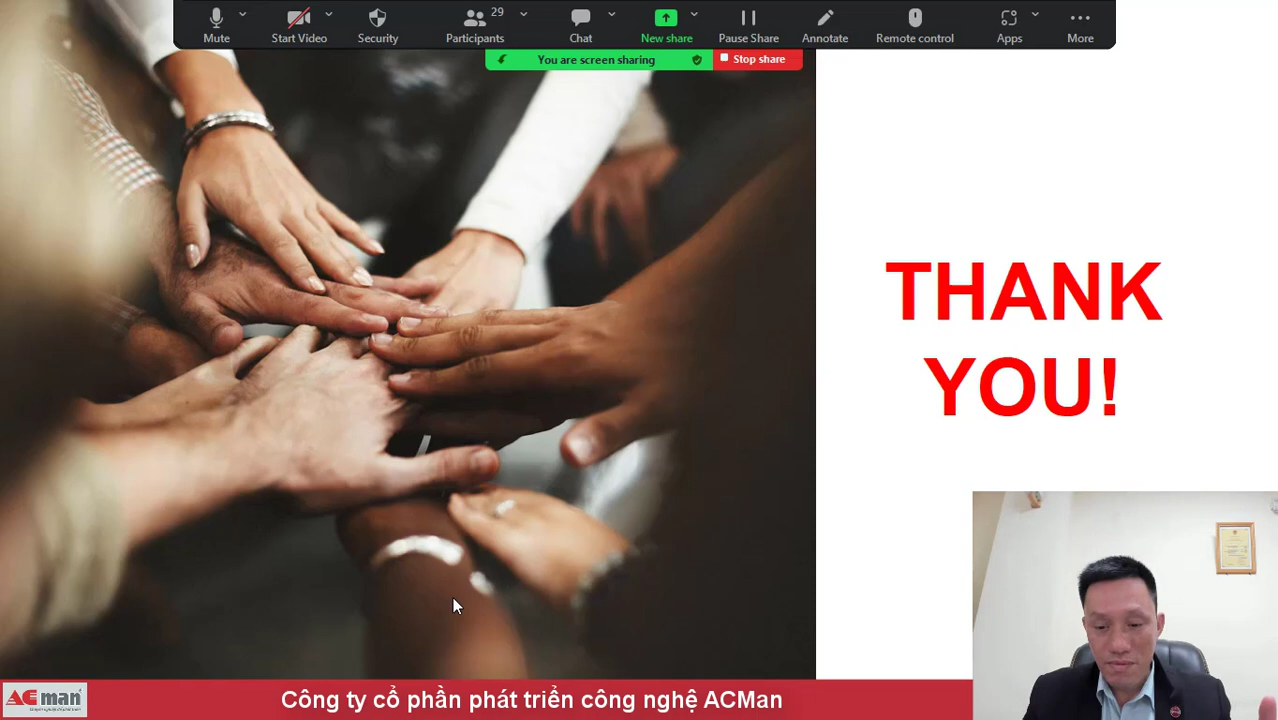 29
Mute
Start Video
Security
Participants
Chat
New share
Pause Share
Annotate
Remote control
Apps
More
You are screen sharing
Stop share
THANK
YOU!
ACman
Công ty cổ phần phát triển công nghệ ACMan